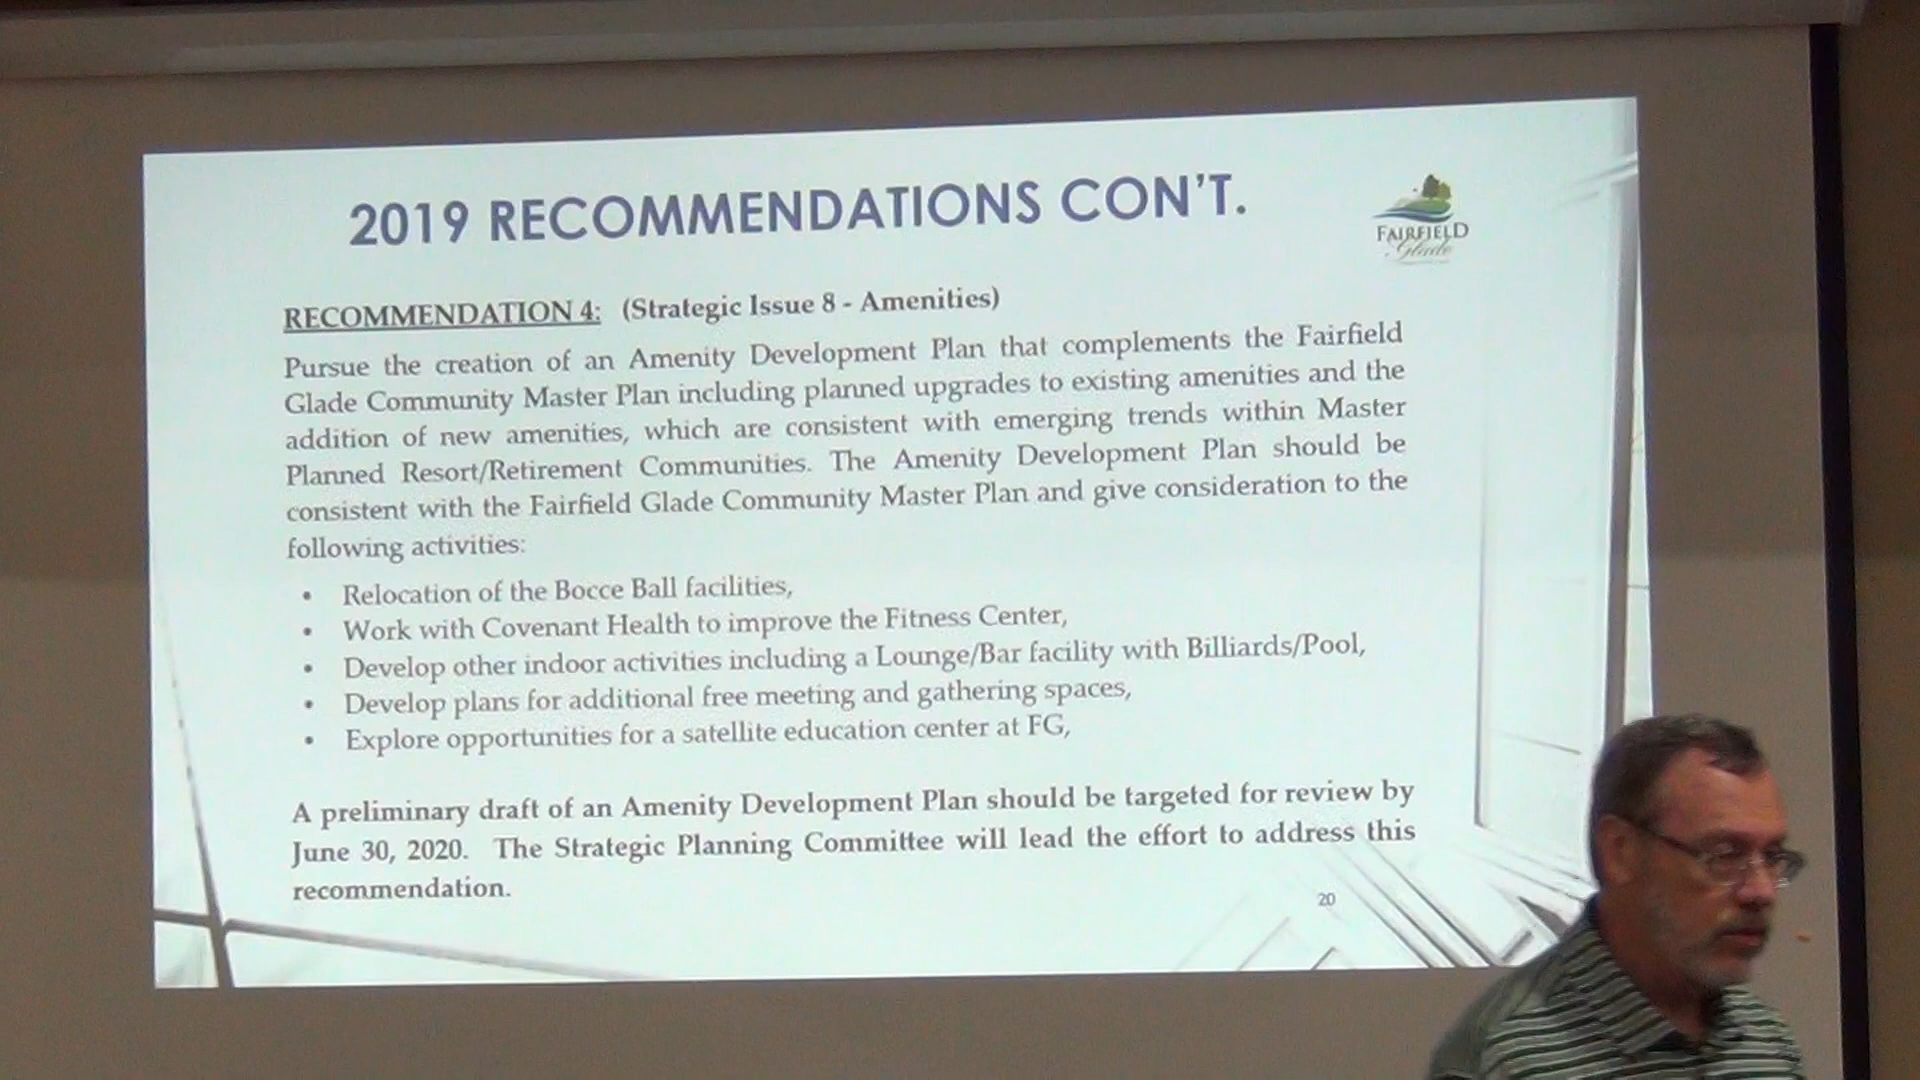 2019 RECOMMENDATIONS CON'T.
FAIRFIELD
Glade
RECOMMENDATION 4: (Strategic Issue 8 - Amenities)
Pursue the creation of an Amenity Development Plan that complements the Fairfield
Glade Community Master Plan including planned upgrades to existing amenities and the
addition of new amenities, which are consistent with emerging trends within Master
Planned Resort/Retirement Communities. The Amenity Development Plan should be
consistent with the Fairfield Glade Community Master Plan and give consideration to the
following activities:
• Relocation of the Bocce Ball facilities,
• Work with Covenant Health to improve the Fitness Center,
• Develop other indoor activities including a Lounge/Bar facility with Billiards/Pool,
• Develop plans for additional free meeting and gathering spaces,
• Explore opportunities for a satellite education center at FG,
A preliminary draft of an Amenity Development Plan should be targeted for review by
June 30, 2020. The Strategic Planning Committee will lead the effort to address this
recommendation.
20